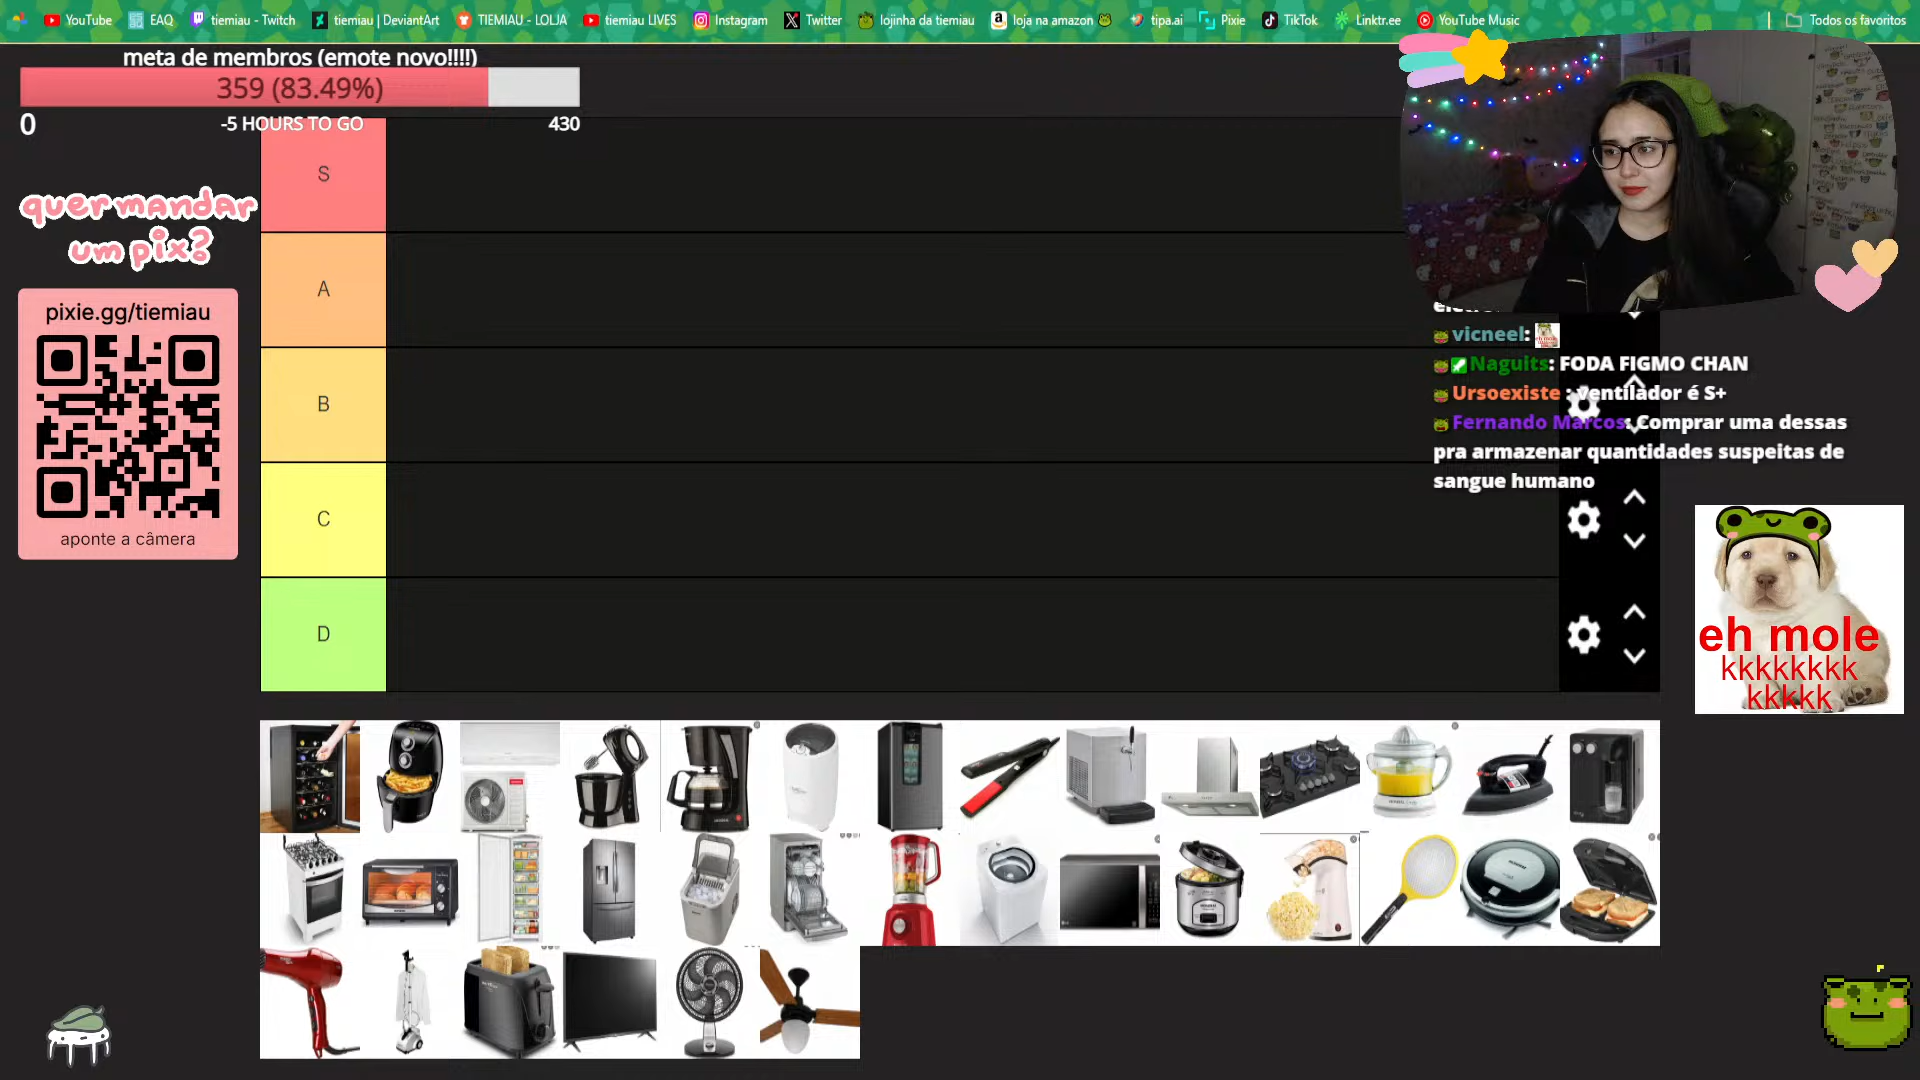 YouTube EAQ tiemiau - Twitch tiemiau | DeviantArt TIEMIAU - LOLJA tiemiau LIVES Instagram Twitter lojinha da tiemiau loja na amazon tipa.ai Pixie TikTok Linktr.ee YouTube Music Todos os favoritos
meta de membros (emote novo!!!!)
359 (83.49%)
0 -5 HOURS TO GO 430
quer mandar
um pix?
pixie.gg/tiemiau
aponte a câmera
S
A
B
C
D
vicneel:
Naguits: FODA FIGMO CHAN
Ursoexiste : ventilador é S+
Fernando Marcos: Comprar uma dessas
pra armazenar quantidades suspeitas de
sangue humano
eh mole
kkkkkkkk
kkkkk